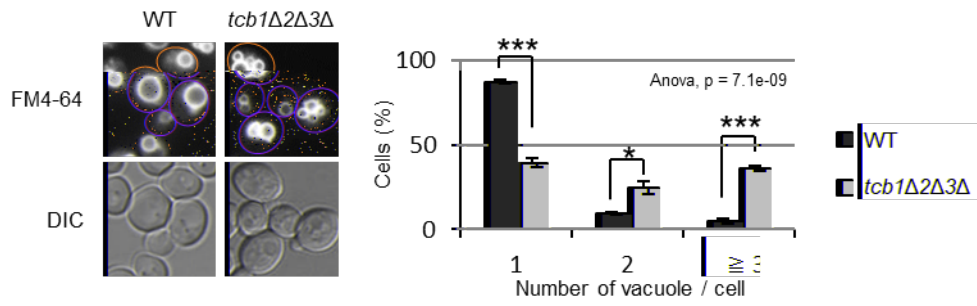 WT
tcb1Δ2Δ3Δ
FM4-64
DIC
Cells (%)
100
50
0
***
*
***
Anova, p = 7.1e-09
1
2
≧ 3
Number of vacuole / cell
WT
tcb1Δ2Δ3Δ